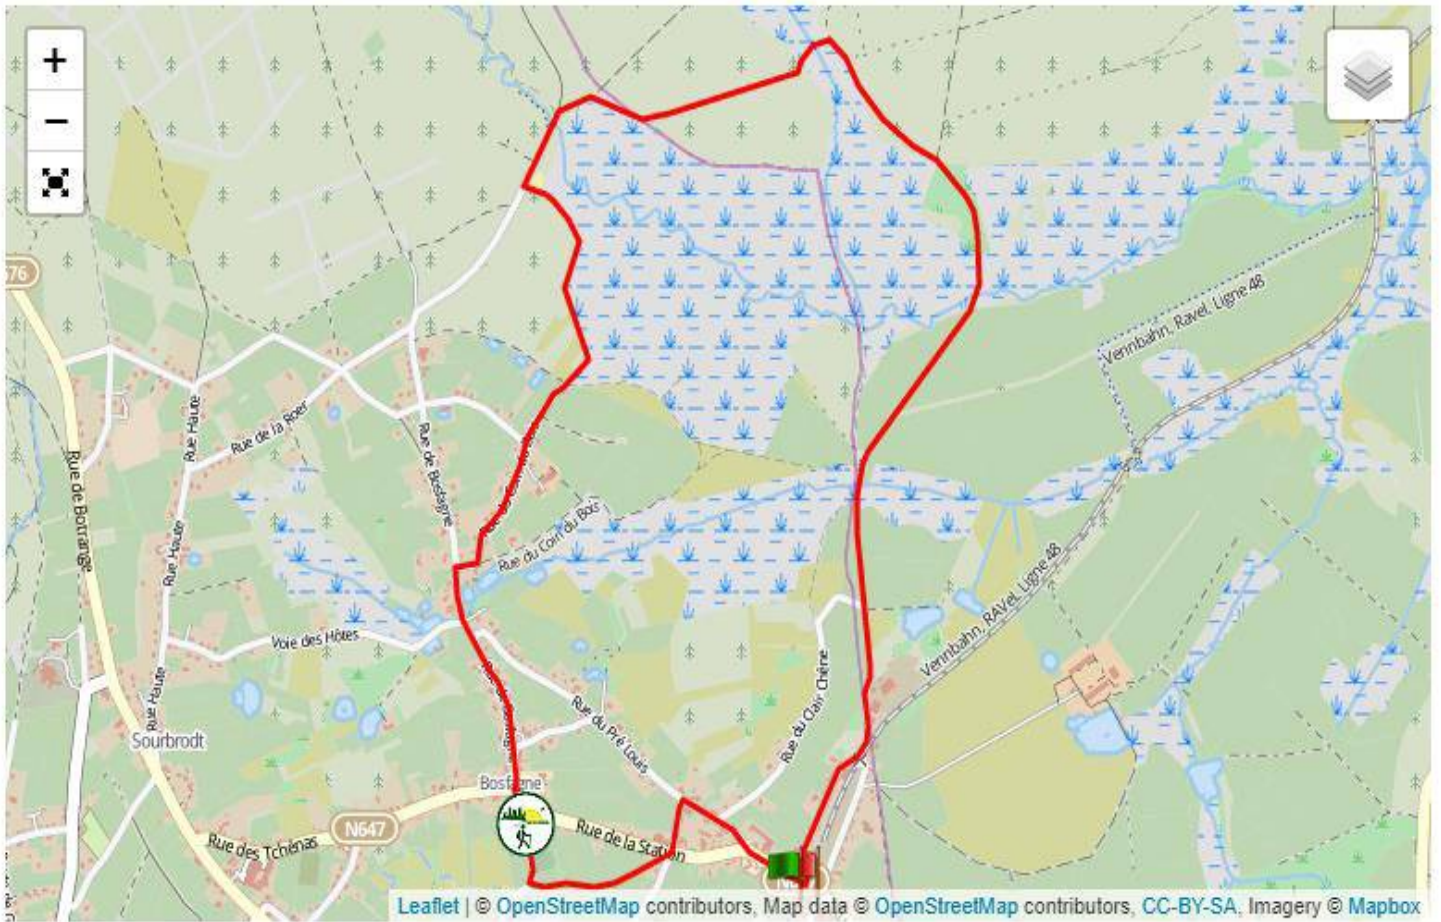 +
−
76
Vennbahn, Ravel, Ligne 48
Rue Haute
Rue de la Roer
Rue de Bosfagne
Rue de Botrange
Rue du Coin du Bois
Rue Haute
Vennbahn, RAVeL Ligne 48
Voie des Hôtes
Rue Haute
Rue du Clair Chêne
Rue du Pré Louis
Sourbrodt
Bosfagne
N647
Rue des Tchénas
Rue de la Station
Leaflet | © OpenStreetMap contributors, Map data © OpenStreetMap contributors, CC-BY-SA, Imagery © Mapbox